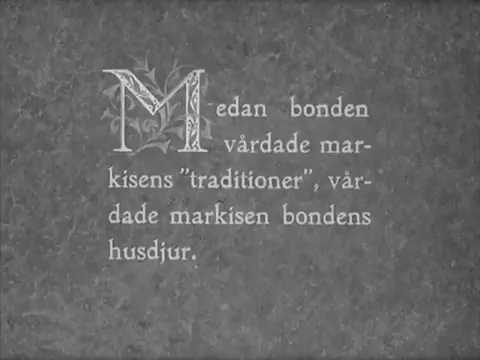 Medan bonden
vårdade mar-
kisens "traditioner", vår-
dade markisen bondens
husdjur.